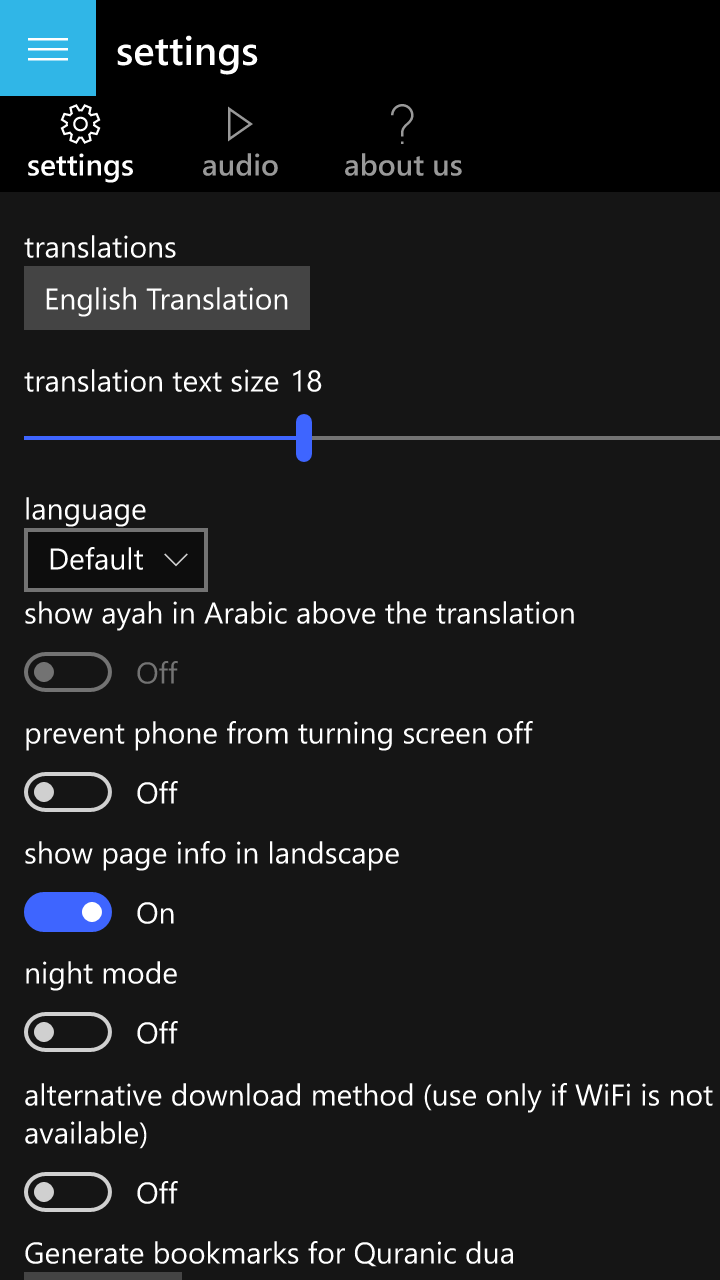 settings
settings
audio
about us
translations
English Translation
translation text size 18
language
Default
show ayah in Arabic above the translation
Off
prevent phone from turning screen off
Off
show page info in landscape
On
night mode
Off
alternative download method (use only if WiFi is not
available)
Off
Generate bookmarks for Quranic dua